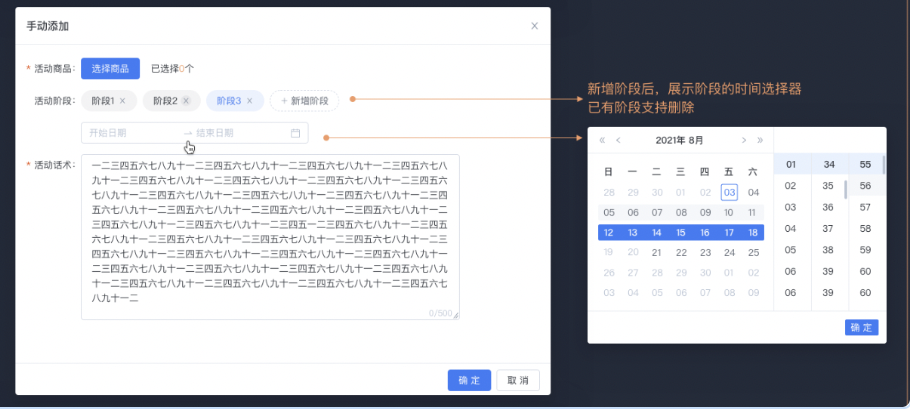 手动添加
* 活动商品: 选择商品 已选择0个
活动阶段: 阶段1 × 阶段2 × 阶段3 × + 新增阶段
开始日期 → 结束日期
* 活动话术:
一二三四五六七八九十一二三四五六七八九十一二三四五六七八九十一二三四五六七八
九十一二三四五六七八九十一二三四五六七八九十一二三四五六七八九十一二三四五六
七八九十一二三四五六七八九十一二三四五六七八九十一二三四五六七八九十一二三四
五六七八九十一二三四五六七八九十一二三四五六七八九十一二三四五六七八九十一二
三四五六七八九十一二三四五六七八九十一二三四五一二三四五六七八九十一二三四五
六七八九十一二三四五六七八九十一二三四五六七八九十一二三四五六七八九十一二三
四五六七八九十一二三四五六七八九十一二三四五六七八九十一二三四五六七八九十一
二三四五六七八九十一二三四五六七八九十一二三四五六七八九十一二三四五六七八九
十一二三四五六七八九十一二三四五六七八九十一二三四五六七八九十一二三四五六七
八九十一二
0/500
确 定 取 消
新增阶段后，展示阶段的时间选择器
已有阶段支持删除
« < 2021年 8月 > »
日 一 二 三 四 五 六
28 29 30 01 02 03 04
05 06 07 08 09 10 11
12 13 14 15 16 17 18
19 20 21 22 23 24 25
26 27 28 29 30 01 02
03 04 05 06 07 08 09
01 34 55
02 35 56
03 36 57
04 37 58
05 38 59
06 39 60
06 39 60
确 定